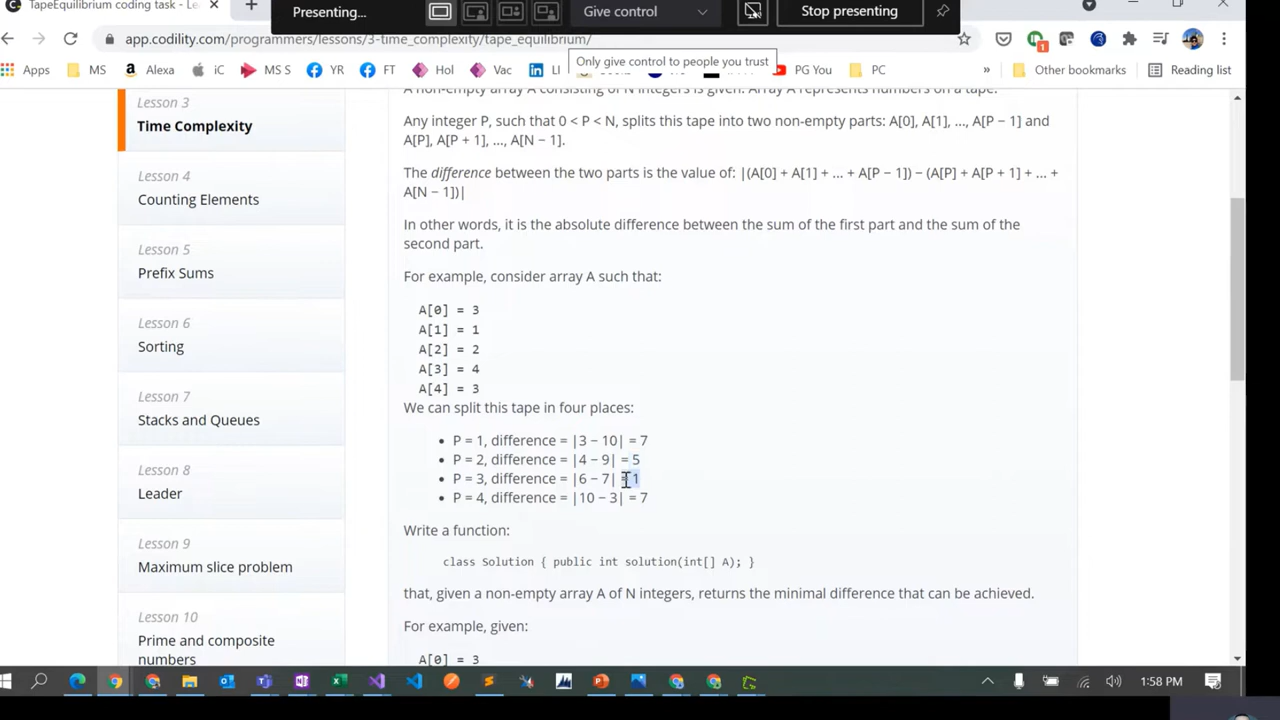 TapeEquilibrium coding task -
Presenting...
Give control
Stop presenting
app.codility.com/programmers/lessons/3-time_complexity/tape_equilibrium/
Only give control to people you trust
Apps
MS
Alexa
iC
MS S
YR
FT
Hol
Vac
PG You
PC
»
Other bookmarks
Reading list
Lesson 3
Time Complexity
Lesson 4
Counting Elements
Lesson 5
Prefix Sums
Lesson 6
Sorting
Lesson 7
Stacks and Queues
Lesson 8
Leader
Lesson 9
Maximum slice problem
Lesson 10
Prime and composite
numbers
A non-empty array A consisting of N integers is given. Array A represents numbers on a tape.
Any integer P, such that 0 < P < N, splits this tape into two non-empty parts: A[0], A[1], ..., A[P − 1] and
A[P], A[P + 1], ..., A[N − 1].
The difference between the two parts is the value of: |(A[0] + A[1] + ... + A[P − 1]) − (A[P] + A[P + 1] + ... +
A[N − 1])|
In other words, it is the absolute difference between the sum of the first part and the sum of the
second part.
For example, consider array A such that:
A[0] = 3
A[1] = 1
A[2] = 2
A[3] = 4
A[4] = 3
We can split this tape in four places:
• P = 1, difference = |3 − 10| = 7
• P = 2, difference = |4 − 9| = 5
• P = 3, difference = |6 − 7| = 1
• P = 4, difference = |10 − 3| = 7
Write a function:
class Solution { public int solution(int[] A); }
that, given a non-empty array A of N integers, returns the minimal difference that can be achieved.
For example, given:
A[0] = 3
1:58 PM